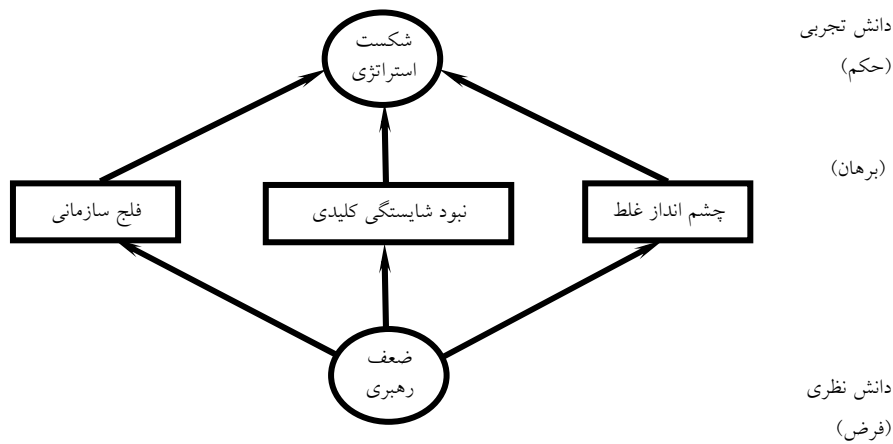 دانش تجربی
(حکم)
شکست
استراتژی
(برهان)
چشم انداز غلط
نبود شایستگی کلیدی
فلج سازمانی
ضعف
رهبری
دانش نظری
(فرض)